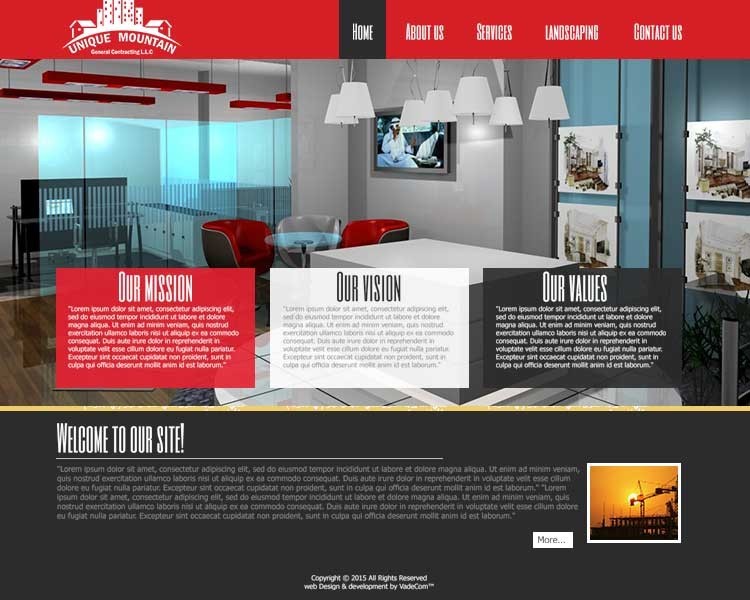 UNIQUE MOUNTAIN
General Contracting L.L.C
Home
About us
Services
landscaping
Contact us
Our mission
"Lorem ipsum dolor sit amet, consectetur adipiscing elit,
sed do eiusmod tempor incididunt ut labore et dolore
magna aliqua. Ut enim ad minim veniam, quis nostrud
exercitation ullamco laboris nisi ut aliquip ex ea commodo
consequat. Duis aute irure dolor in reprehenderit in
voluptate velit esse cillum dolore eu fugiat nulla pariatur.
Excepteur sint occaecat cupidatat non proident, sunt in
culpa qui officia deserunt mollit anim id est laborum."
Our vision
"Lorem ipsum dolor sit amet, consectetur adipiscing elit,
sed do eiusmod tempor incididunt ut labore et dolore
magna aliqua. Ut enim ad minim veniam, quis nostrud
exercitation ullamco laboris nisi ut aliquip ex ea commodo
consequat. Duis aute irure dolor in reprehenderit in
voluptate velit esse cillum dolore eu fugiat nulla pariatur.
Excepteur sint occaecat cupidatat non proident, sunt in
culpa qui officia deserunt mollit anim id est laborum."
Our values
"Lorem ipsum dolor sit amet, consectetur adipiscing elit,
sed do eiusmod tempor incididunt ut labore et dolore
magna aliqua. Ut enim ad minim veniam, quis nostrud
exercitation ullamco laboris nisi ut aliquip ex ea commodo
consequat. Duis aute irure dolor in reprehenderit in
voluptate velit esse cillum dolore eu fugiat nulla pariatur.
Excepteur sint occaecat cupidatat non proident, sunt in
culpa qui officia deserunt mollit anim id est laborum."
Welcome to our site!
"Lorem ipsum dolor sit amet, consectetur adipiscing elit, sed do eiusmod tempor incididunt ut labore et dolore magna aliqua. Ut enim ad minim
veniam, quis nostrud exercitation ullamco laboris nisi ut aliquip ex ea commodo consequat. Duis aute irure dolor in reprehenderit in voluptate
velit esse cillum dolore eu fugiat nulla pariatur. Excepteur sint occaecat cupidatat non proident, sunt in culpa qui officia deserunt mollit anim id est laborum." "Lorem
ipsum dolor sit amet, consectetur adipiscing elit, sed do eiusmod tempor incididunt ut labore et dolore magna aliqua. Ut enim ad minim veniam, quis nostrud
exercitation ullamco laboris nisi ut aliquip ex ea commodo consequat. Duis aute irure dolor in reprehenderit in voluptate velit esse cillum dolore eu fugiat
nulla pariatur. Excepteur sint occaecat cupidatat non proident, sunt in culpa qui officia deserunt mollit anim id est laborum."
More...
Copyright © 2015 All Rights Reserved
web Design & development by VadeCom™